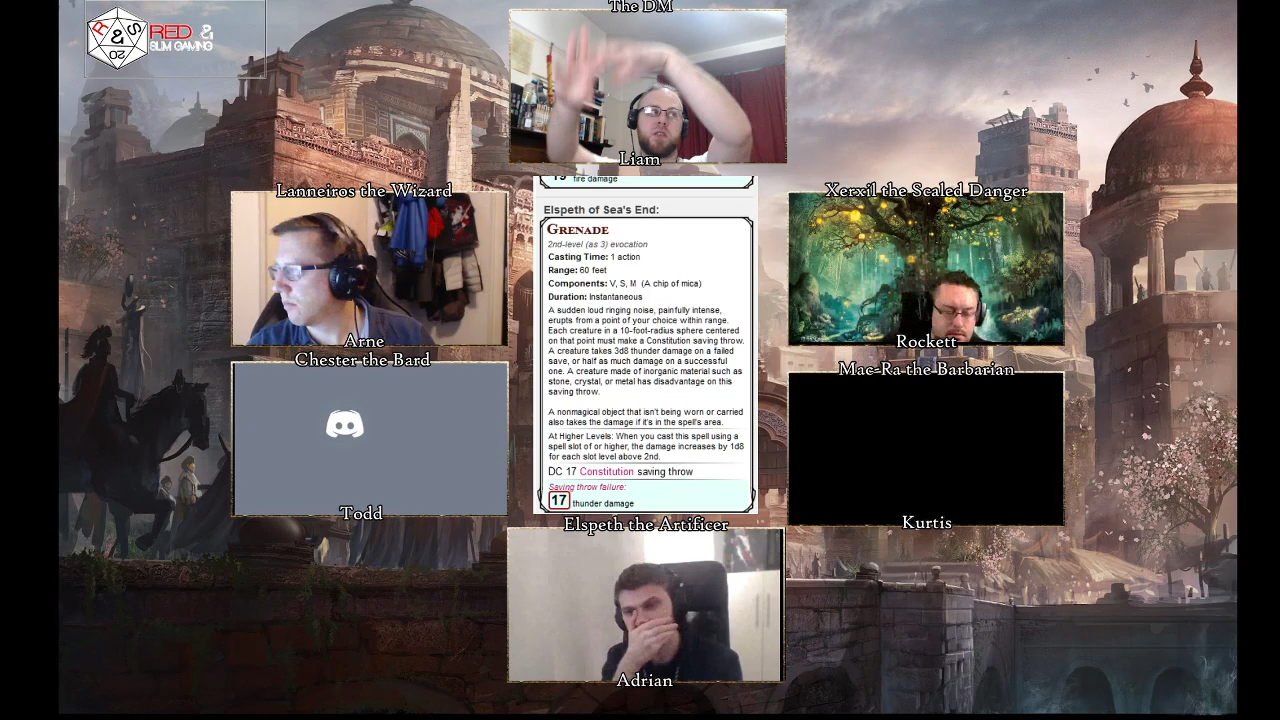 The DM
R & S
20
RED &
SLIM GAMING
Liam
Lanneiros the Wizard
Xerxil the Scaled Danger
19 fire damage
Elspeth of Sea's End:
GRENADE
2nd-level (as 3) evocation
Casting Time: 1 action
Range: 60 feet
Components: V, S, M (A chip of mica)
Duration: Instantaneous
A sudden loud ringing noise, painfully intense,
erupts from a point of your choice within range.
Each creature in a 10-foot-radius sphere centered
on that point must make a Constitution saving throw.
A creature takes 3d8 thunder damage on a failed
save, or half as much damage on a successful
one. A creature made of inorganic material such as
stone, crystal, or metal has disadvantage on this
saving throw.
A nonmagical object that isn't being worn or carried
also takes the damage if it's in the spell's area.
At Higher Levels: When you cast this spell using a
spell slot of or higher, the damage increases by 1d8
for each slot level above 2nd.
DC 17 Constitution saving throw
Saving throw failure:
17 thunder damage
Arne
Rockett
Chester the Bard
Mac-Ra the Barbarian
Todd
Kurtis
Elspeth the Artificer
Adrian